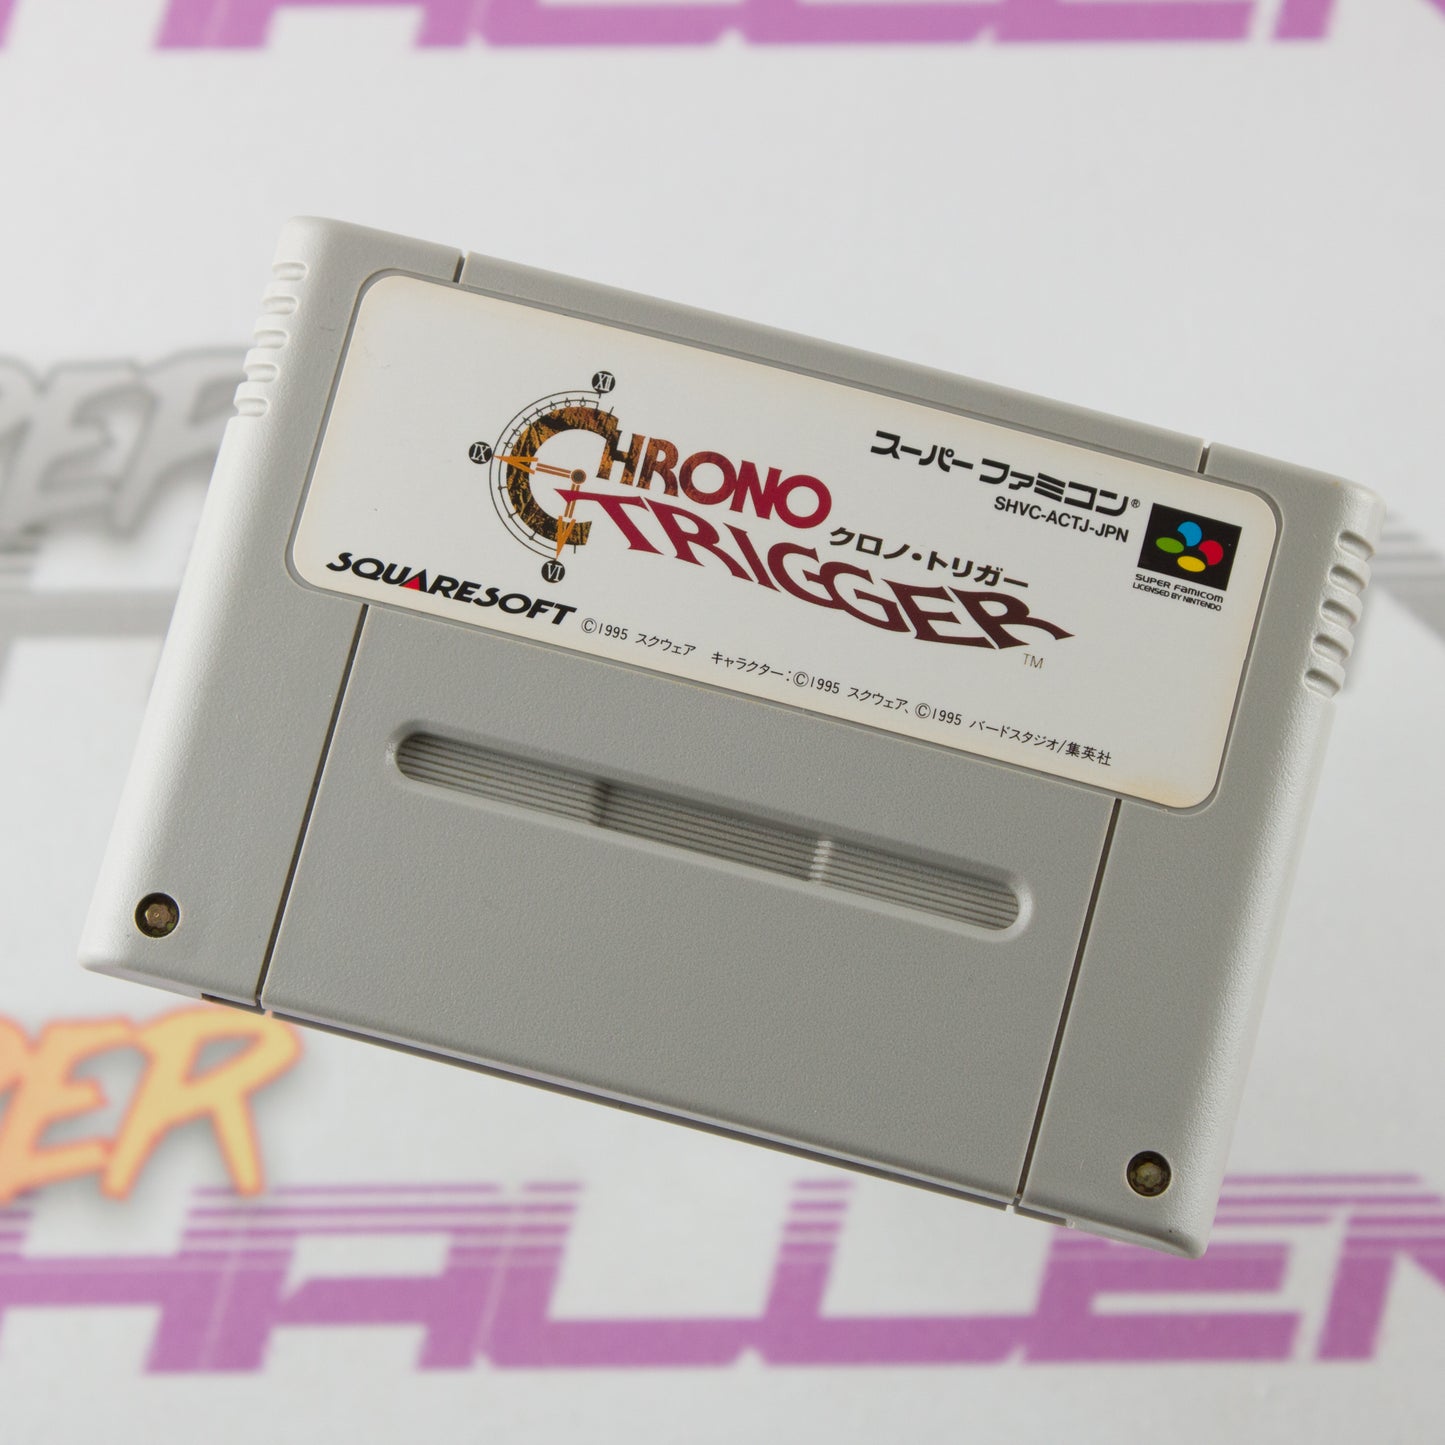 スーパーファミコン®
SHVC-ACTJ-JPN
XII
IX
VI
CHRONO
TRIGGER
クロノ・トリガー
TM
SUPER FAMICOM
LICENSED BY NINTENDO
SQUARESOFT
©1995 スクウェア キャラクター:©1995 スクウェア、©1995 バードスタジオ/集英社